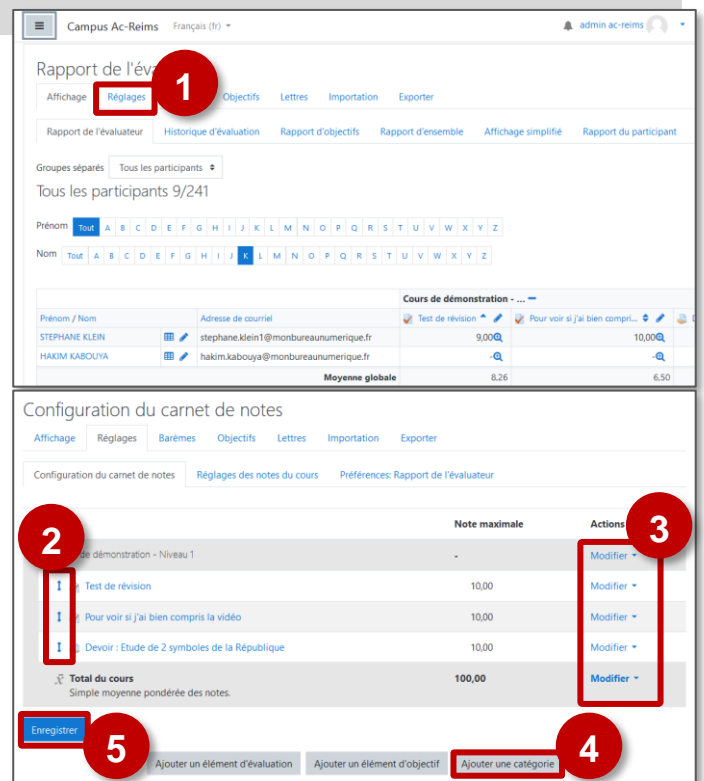 Campus Ac-Reims Français (fr) admin ac-reims
Rapport de l'év
1
Affichage Réglages Objectifs Lettres Importation Exporter
Rapport de l'évaluateur Historique d'évaluation Rapport d'objectifs Rapport d'ensemble Affichage simplifié Rapport du participant
Groupes séparés Tous les participants
Tous les participants 9/241
Prénom Tout A B C D E F G H I J K L M N O P Q R S T U V W X Y Z
Nom Tout A B C D E F G H I J K L M N O P Q R S T U V W X Y Z
Cours de démonstration - ...
Prénom / Nom Adresse de courriel Test de révision Pour voir si j'ai bien compri...
STEPHANE KLEIN stephane.klein1@monbureaunumerique.fr 9,00 10,00
HAKIM KABOUYA hakim.kabouya@monbureaunumerique.fr - -
Moyenne globale 8,26 6,50
Configuration du carnet de notes
Affichage Réglages Barèmes Objectifs Lettres Importation Exporter
Configuration du carnet de notes Réglages des notes du cours Préférences: Rapport de l'évaluateur
Note maximale Actions
2 3
de démonstration - Niveau 1 - Modifier
Test de révision 10,00 Modifier
Pour voir si j'ai bien compris la vidéo 10,00 Modifier
Devoir : Etude de 2 symboles de la République 10,00 Modifier
Total du cours 100,00 Modifier
Simple moyenne pondérée des notes.
Enregistrer
5 4
Ajouter un élément d'évaluation Ajouter un élément d'objectif Ajouter une catégorie